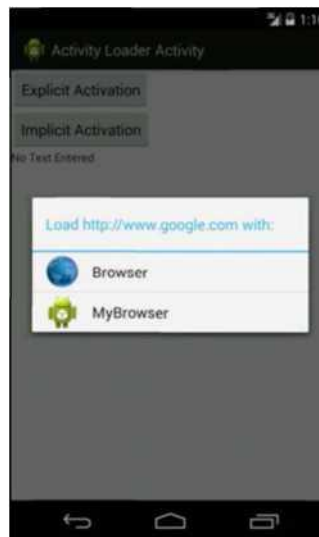 Activity Loader Activity
Explicit Activation
Implicit Activation
No Text Entered
Load http://www.google.com with:
Browser
MyBrowser